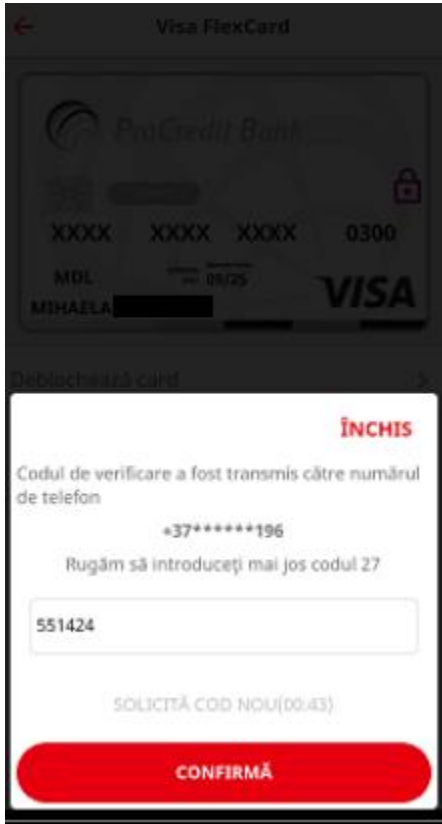 Visa FlexCard
ProCredit Bank
XXXX XXXX XXXX 0300
MDL 09/25
MIHAELA
VISA
Deblochează card
ÎNCHIS
Codul de verificare a fost transmis către numărul
de telefon
+37******196
Rugăm să introduceţi mai jos codul 27
551424
SOLICITĂ COD NOU(00:43)
CONFIRMĂ